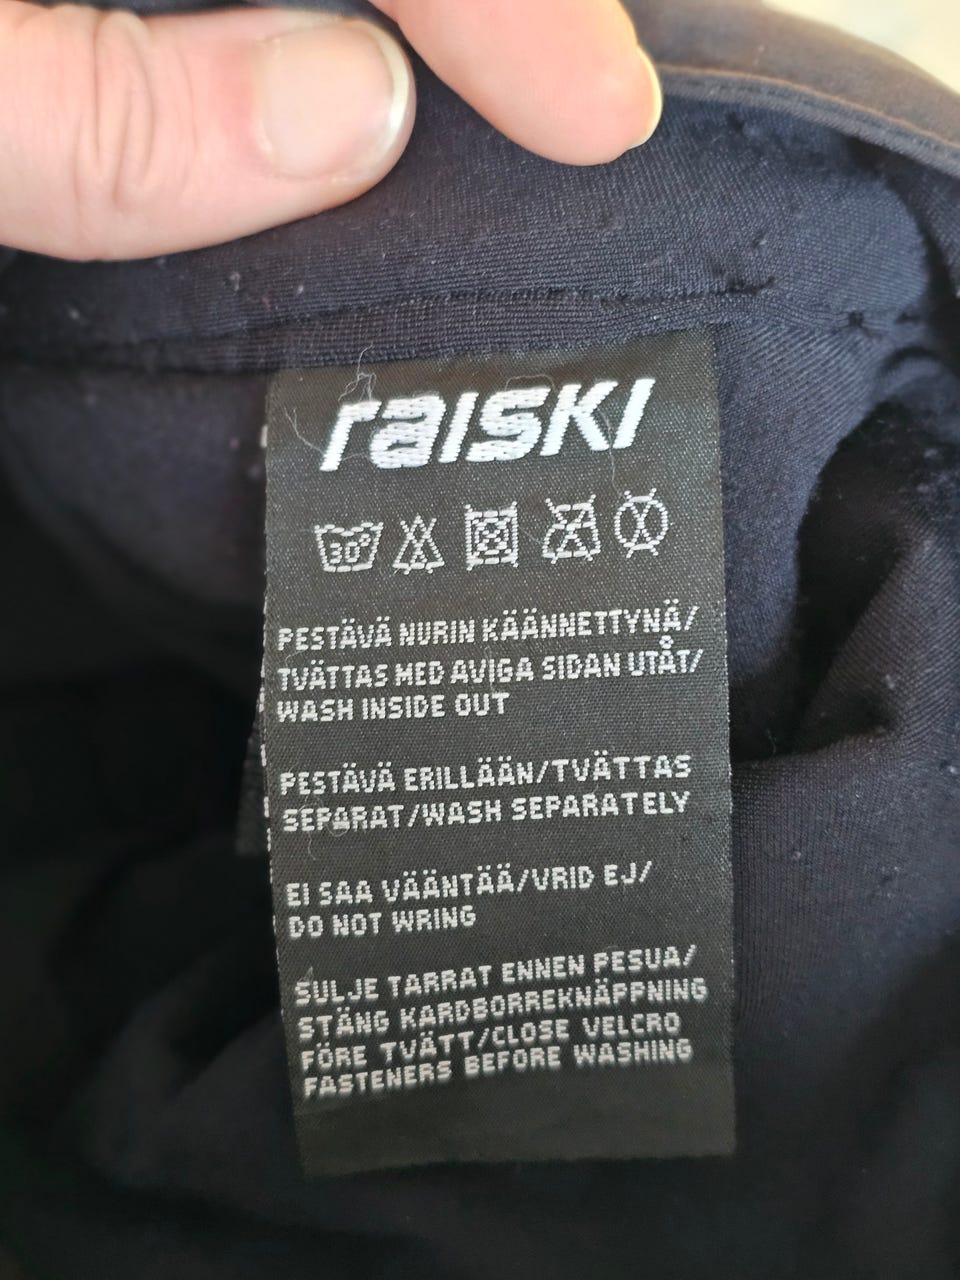 raiski
30°
PESTÄVÄ NURIN KÄÄNNETTYNÄ/
TVÄTTAS MED AVIGA SIDAN UTÅT/
WASH INSIDE OUT
PESTÄVÄ ERILLÄÄN/TVÄTTAS
SEPARAT/WASH SEPARATELY
EI SAA VÄÄNTÄÄ/VRID EJ/
DO NOT WRING
SULJE TARRAT ENNEN PESUA/
STÄNG KARDBORREKNÄPPNING
FÖRE TVÄTT/CLOSE VELCRO
FASTENERS BEFORE WASHING